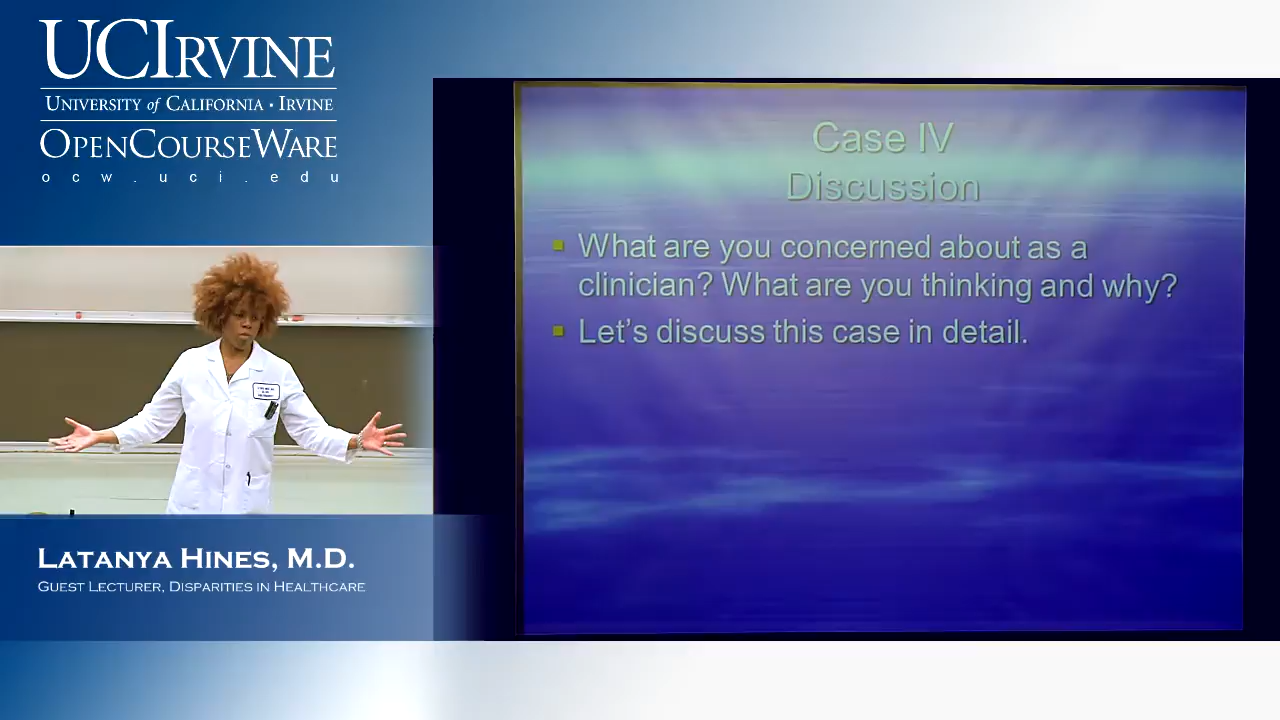 UCIRVINE
UNIVERSITY of CALIFORNIA · IRVINE
OPENCOURSEWARE
ocw.uci.edu
Case IV
Discussion
What are you concerned about as a
clinician? What are you thinking and why?
Let's discuss this case in detail.
LATANYA HINES, M.D.
GUEST LECTURER, DISPARITIES IN HEALTHCARE